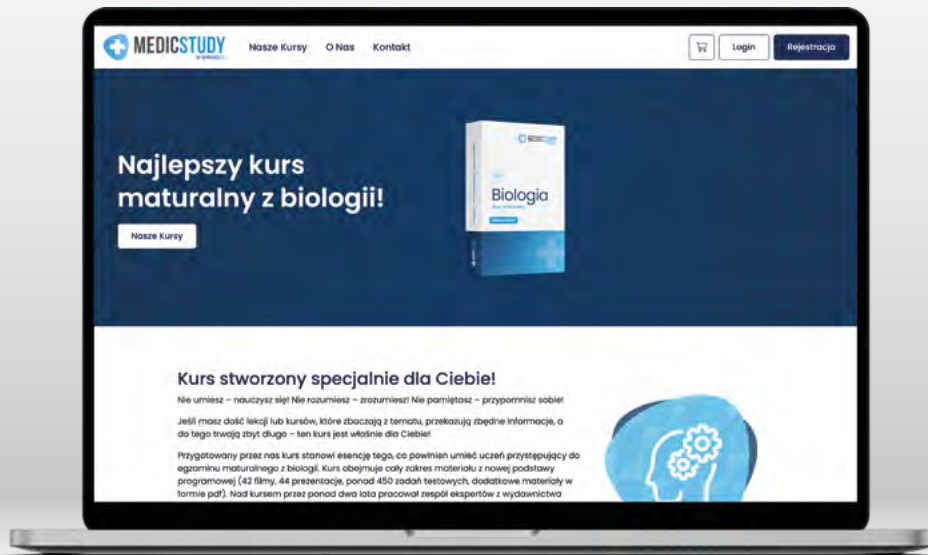 MEDICSTUDY
Nasze Kursy
O Nas
Kontakt
Login
Rejestracja
Najlepszy kurs
maturalny z biologii!
Nasze Kursy
Biologia
Kurs stworzony specjalnie dla Ciebie!
Nie umiesz – nauczysz się! Nie rozumiesz – zrozumiesz! Nie pamiętasz – przypomnisz sobie!
Jeśli masz dość lekcji lub kursów, które zbaczają z tematu, przekazują zbędne informacje, a
do tego trwają zbyt długo – ten kurs jest właśnie dla Ciebie!
Przygotowany przez nas kurs stanowi esencję tego, co powinien umieć uczeń przystępujący do
egzaminu maturalnego z biologii. Kurs obejmuje cały zakres materiału z nowej podstawy
programowej (42 filmy, 44 prezentacje, ponad 450 zadań testowych, dodatkowe materiały w
formie pdf). Nad kursem przez ponad dwa lata pracował zespół ekspertów z wydawnictwa